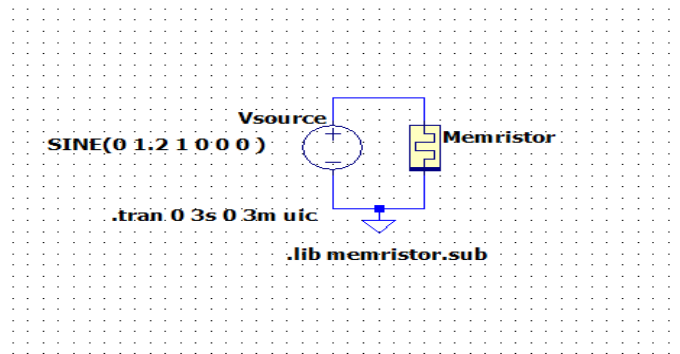 Vsource
Memristor
SINE(0 1.2 1 0 0 0 )
.tran 0 3s 0 3m uic
.lib memristor.sub